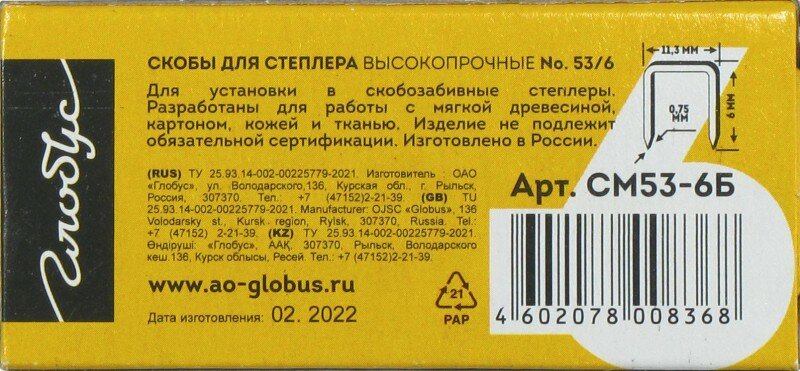 Глобус
СКОБЫ ДЛЯ СТЕПЛЕРА ВЫСОКОПРОЧНЫЕ No. 53/6
Для установки в скобозабивные степлеры.
Разработаны для работы с мягкой древесиной,
картоном, кожей и тканью. Изделие не подлежит
обязательной сертификации. Изготовлено в России.
(RUS) ТУ 25.93.14-002-00225779-2021. Изготовитель : ОАО
«Глобус», ул. Володарского,136, Курская обл., г. Рыльск,
Россия, 307370, Тел.: +7 (47152) 2-21-39 (GB) TU
25.93.14-002-00225779-2021. Manufacturer: OJSC «Globus», 136
Volodarsky st., Kursk region, Rylsk, 307370, Russia. Tel.:
+7 (47152) 2-21-39. (KZ) ТУ 25.93.14-002-00225779-2021.
Өндіруші: «Глобус», ААҚ, 307370, Рыльск, Володарского
кеш.136, Курск облысы, Ресей. Тел.: +7 (47152)2-21-39.
www.ao-globus.ru
Дата изготовления: 02. 2022
21
PAP
11,3 мм
0.75
мм
6 мм
Арт. СМ53-6Б
4 602078 008368